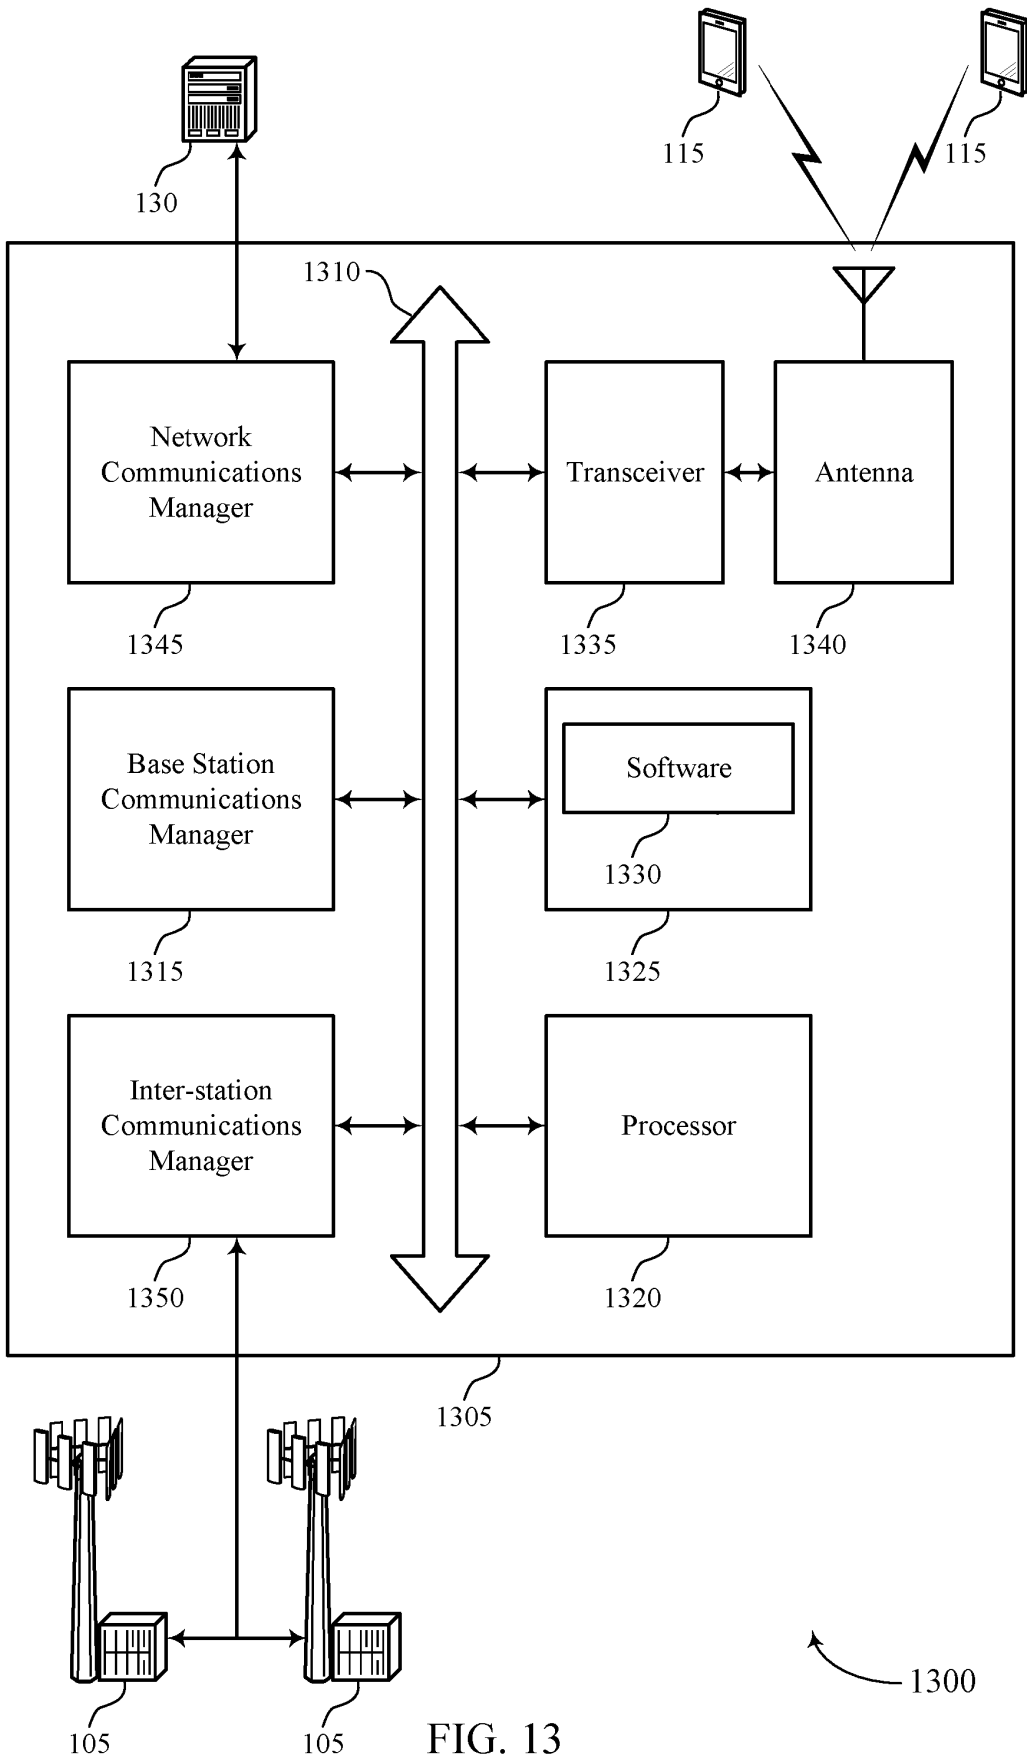 115
115
130
1310
Network
Communications
Manager
Transceiver
Antenna
1345
1335
1340
Base Station
Communications
Manager
Software
1330
1315
1325
Inter-station
Communications
Manager
Processor
1350
1320
1305
105
105
1300
FIG. 13